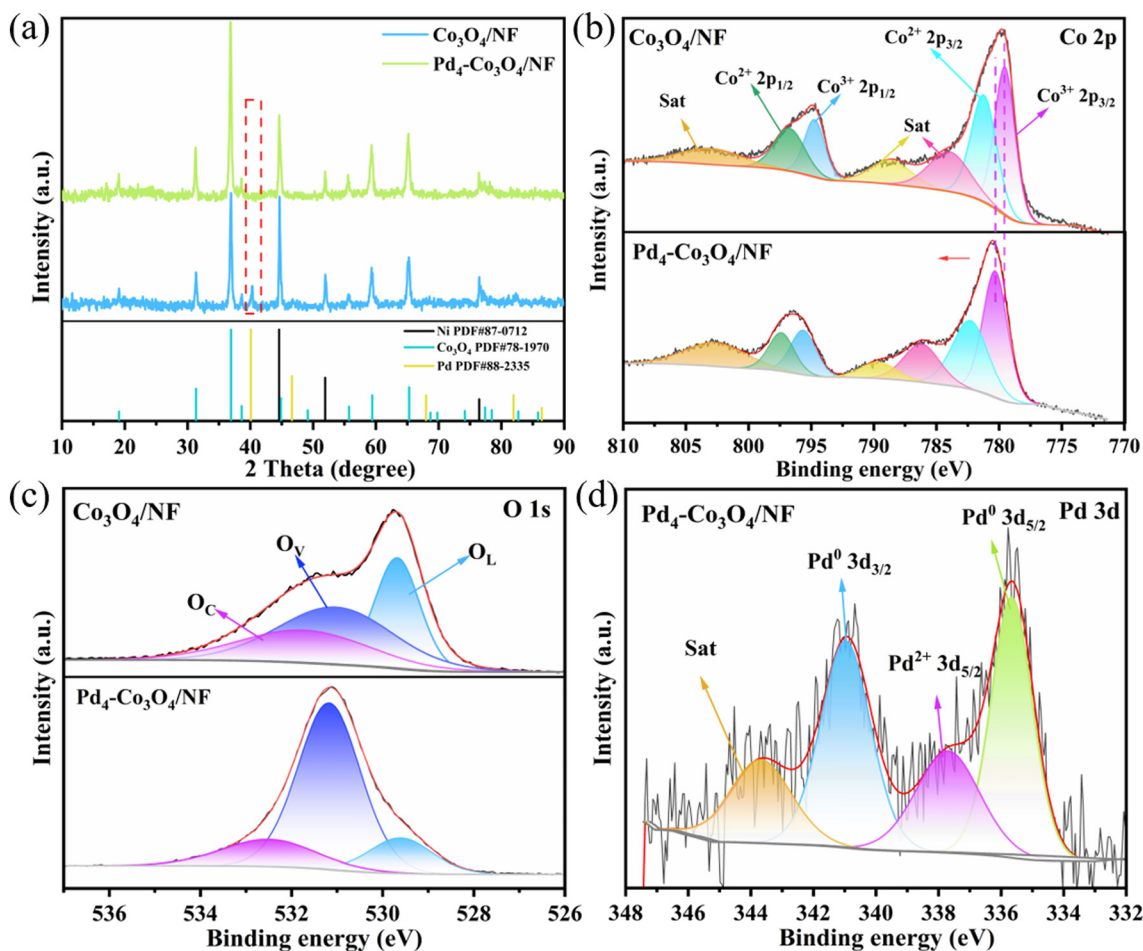 (a)
Co₃O₄/NF
Pd₄-Co₃O₄/NF
Intensity (a.u.)
Ni PDF#87-0712
Co₃O₄ PDF#78-1970
Pd PDF#88-2335
10 20 30 40 50 60 70 80 90
2 Theta (degree)
(b)
Co₃O₄/NF
Co 2p
Co²⁺ 2p₃/₂
Co²⁺ 2p₁/₂
Co³⁺ 2p₁/₂
Co³⁺ 2p₃/₂
Sat
Sat
Pd₄-Co₃O₄/NF
Intensity (a.u.)
810 805 800 795 790 785 780 775 770
Binding energy (eV)
(c)
Co₃O₄/NF
O 1s
O_V
O_L
O_C
Pd₄-Co₃O₄/NF
Intensity (a.u.)
536 534 532 530 528 526
Binding energy (eV)
(d)
Pd₄-Co₃O₄/NF
Pd 3d
Pd⁰ 3d₅/₂
Pd⁰ 3d₃/₂
Pd²⁺ 3d₅/₂
Sat
Intensity (a.u.)
348 346 344 342 340 338 336 334 332
Binding energy (eV)